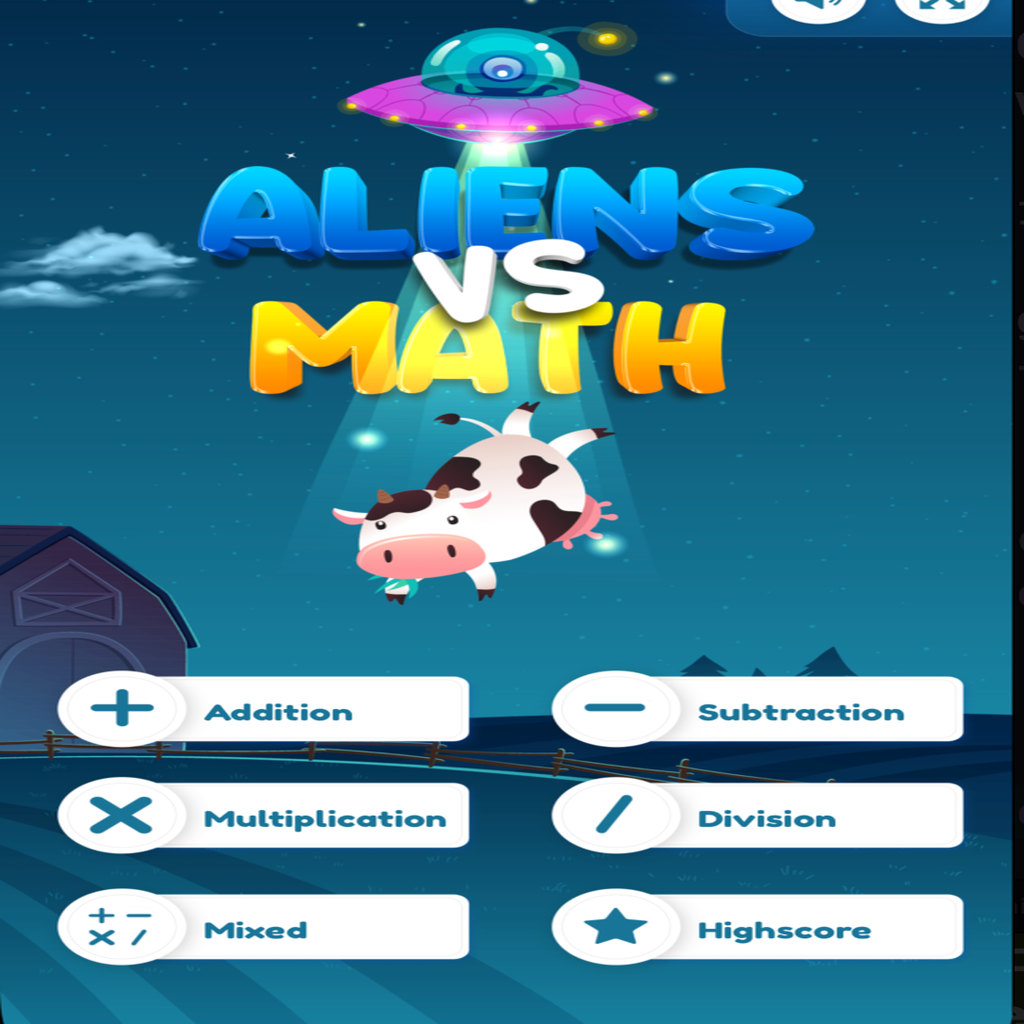 ALIENS
VS
MATH
Addition
Subtraction
Multiplication
Division
Mixed
Highscore